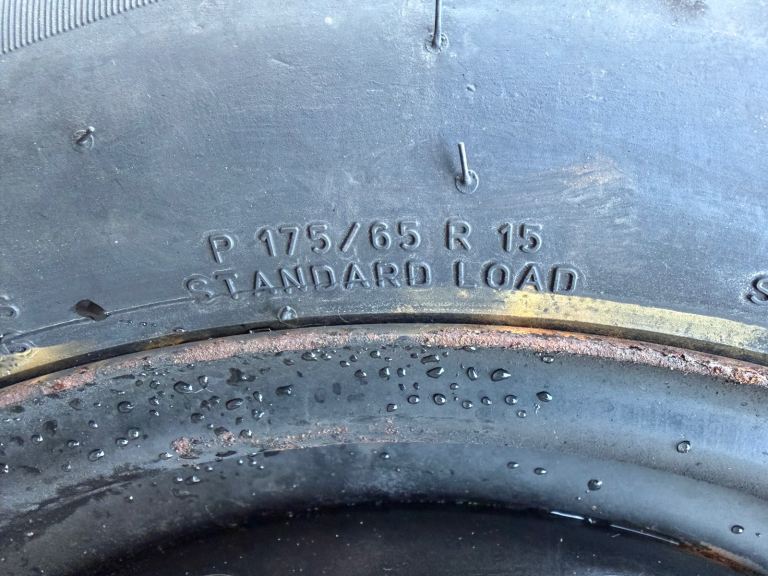 P 175/65 R 15
STANDARD LOAD